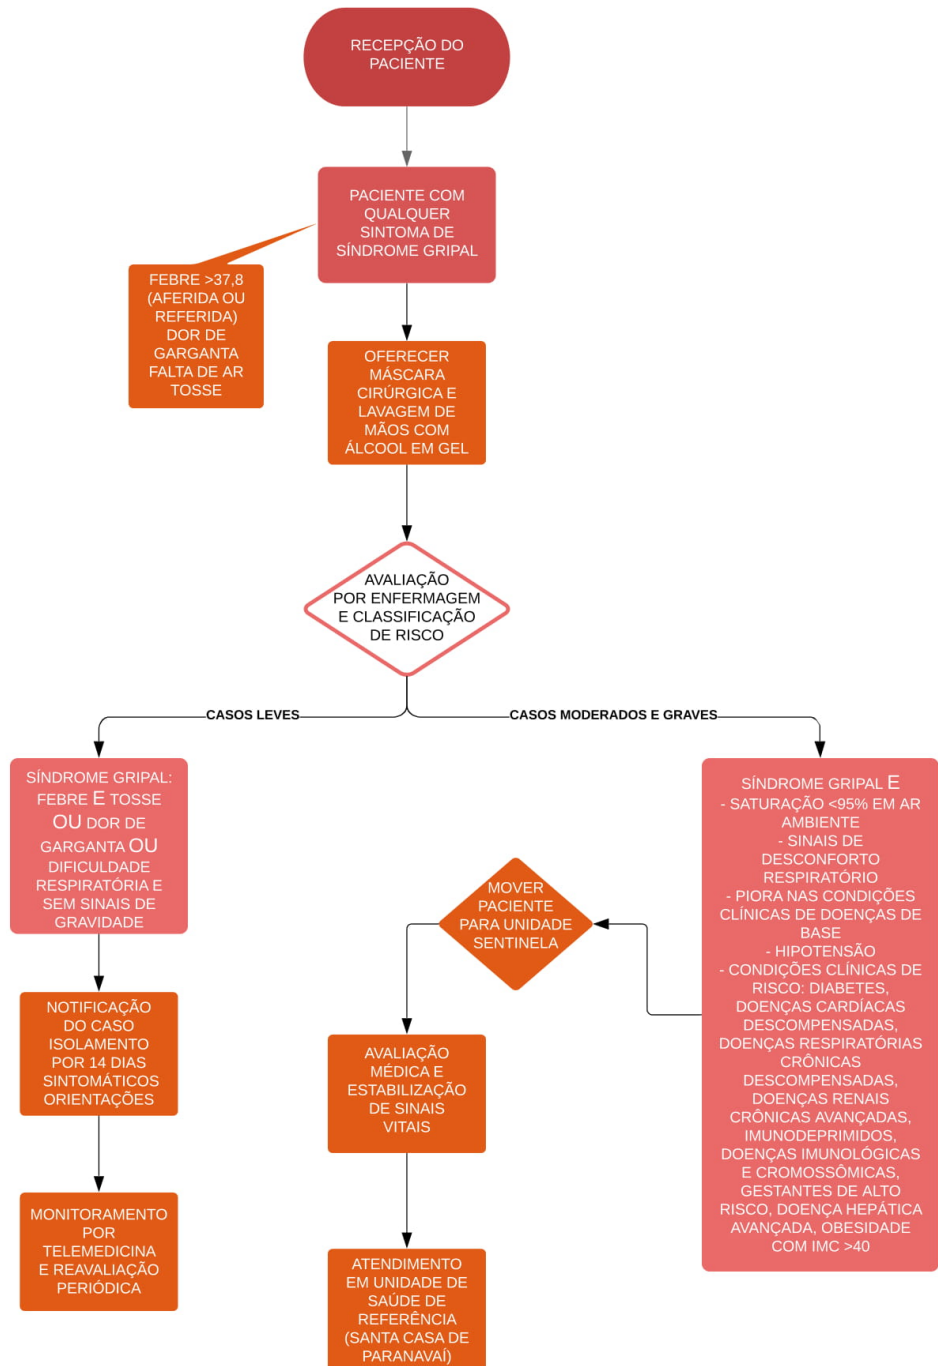 RECEPÇÃO DO
PACIENTE
PACIENTE COM
QUALQUER
SINTOMA DE
SÍNDROME GRIPAL
FEBRE >37,8
(AFERIDA OU
REFERIDA)
DOR DE
GARGANTA
FALTA DE AR
TOSSE
OFERECER
MÁSCARA
CIRÚRGICA E
LAVAGEM DE
MÃOS COM
ÁLCOOL EM GEL
AVALIAÇÃO
POR ENFERMAGEM
E CLASSIFICAÇÃO
DE RISCO
CASOS LEVES
CASOS MODERADOS E GRAVES
SÍNDROME GRIPAL:
FEBRE E TOSSE
OU DOR DE
GARGANTA OU
DIFICULDADE
RESPIRATÓRIA E
SEM SINAIS DE
GRAVIDADE
NOTIFICAÇÃO
DO CASO
ISOLAMENTO
POR 14 DIAS
SINTOMÁTICOS
ORIENTAÇÕES
MONITORAMENTO
POR
TELEMEDICINA
E REAVALIAÇÃO
PERIÓDICA
SÍNDROME GRIPAL E
- SATURAÇÃO <95% EM AR
AMBIENTE
- SINAIS DE
DESCONFORTO
RESPIRATÓRIO
- PIORA NAS CONDIÇÕES
CLÍNICAS DE DOENÇAS DE
BASE
- HIPOTENSÃO
- CONDIÇÕES CLÍNICAS DE
RISCO: DIABETES,
DOENÇAS CARDÍACAS
DESCOMPENSADAS,
DOENÇAS RESPIRATÓRIAS
CRÔNICAS
DESCOMPENSADAS,
DOENÇAS RENAIS
CRÔNICAS AVANÇADAS,
IMUNODEPRIMIDOS,
DOENÇAS IMUNOLÓGICAS
E CROMOSSÔMICAS,
GESTANTES DE ALTO
RISCO, DOENÇA HEPÁTICA
AVANÇADA, OBESIDADE
COM IMC >40
MOVER
PACIENTE
PARA UNIDADE
SENTINELA
AVALIAÇÃO
MÉDICA E
ESTABILIZAÇÃO
DE SINAIS
VITAIS
ATENDIMENTO
EM UNIDADE DE
SAÚDE DE
REFERÊNCIA
(SANTA CASA DE
PARANAVAÍ)